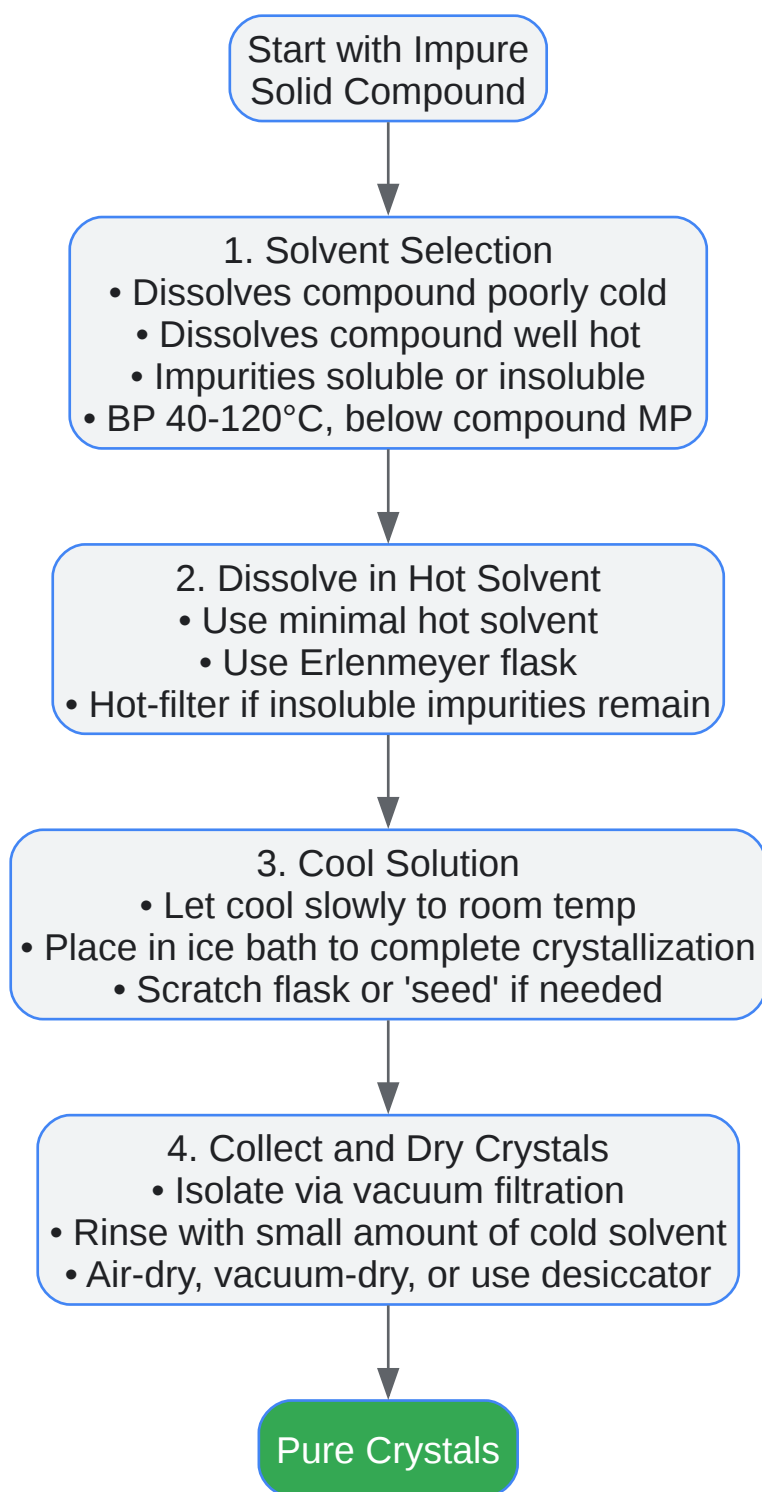 Start with Impure
Solid Compound
1. Solvent Selection
• Dissolves compound poorly cold
• Dissolves compound well hot
• Impurities soluble or insoluble
• BP 40-120°C, below compound MP
2. Dissolve in Hot Solvent
• Use minimal hot solvent
• Use Erlenmeyer flask
• Hot-filter if insoluble impurities remain
3. Cool Solution
• Let cool slowly to room temp
• Place in ice bath to complete crystallization
• Scratch flask or 'seed' if needed
4. Collect and Dry Crystals
• Isolate via vacuum filtration
• Rinse with small amount of cold solvent
• Air-dry, vacuum-dry, or use desiccator
Pure Crystals